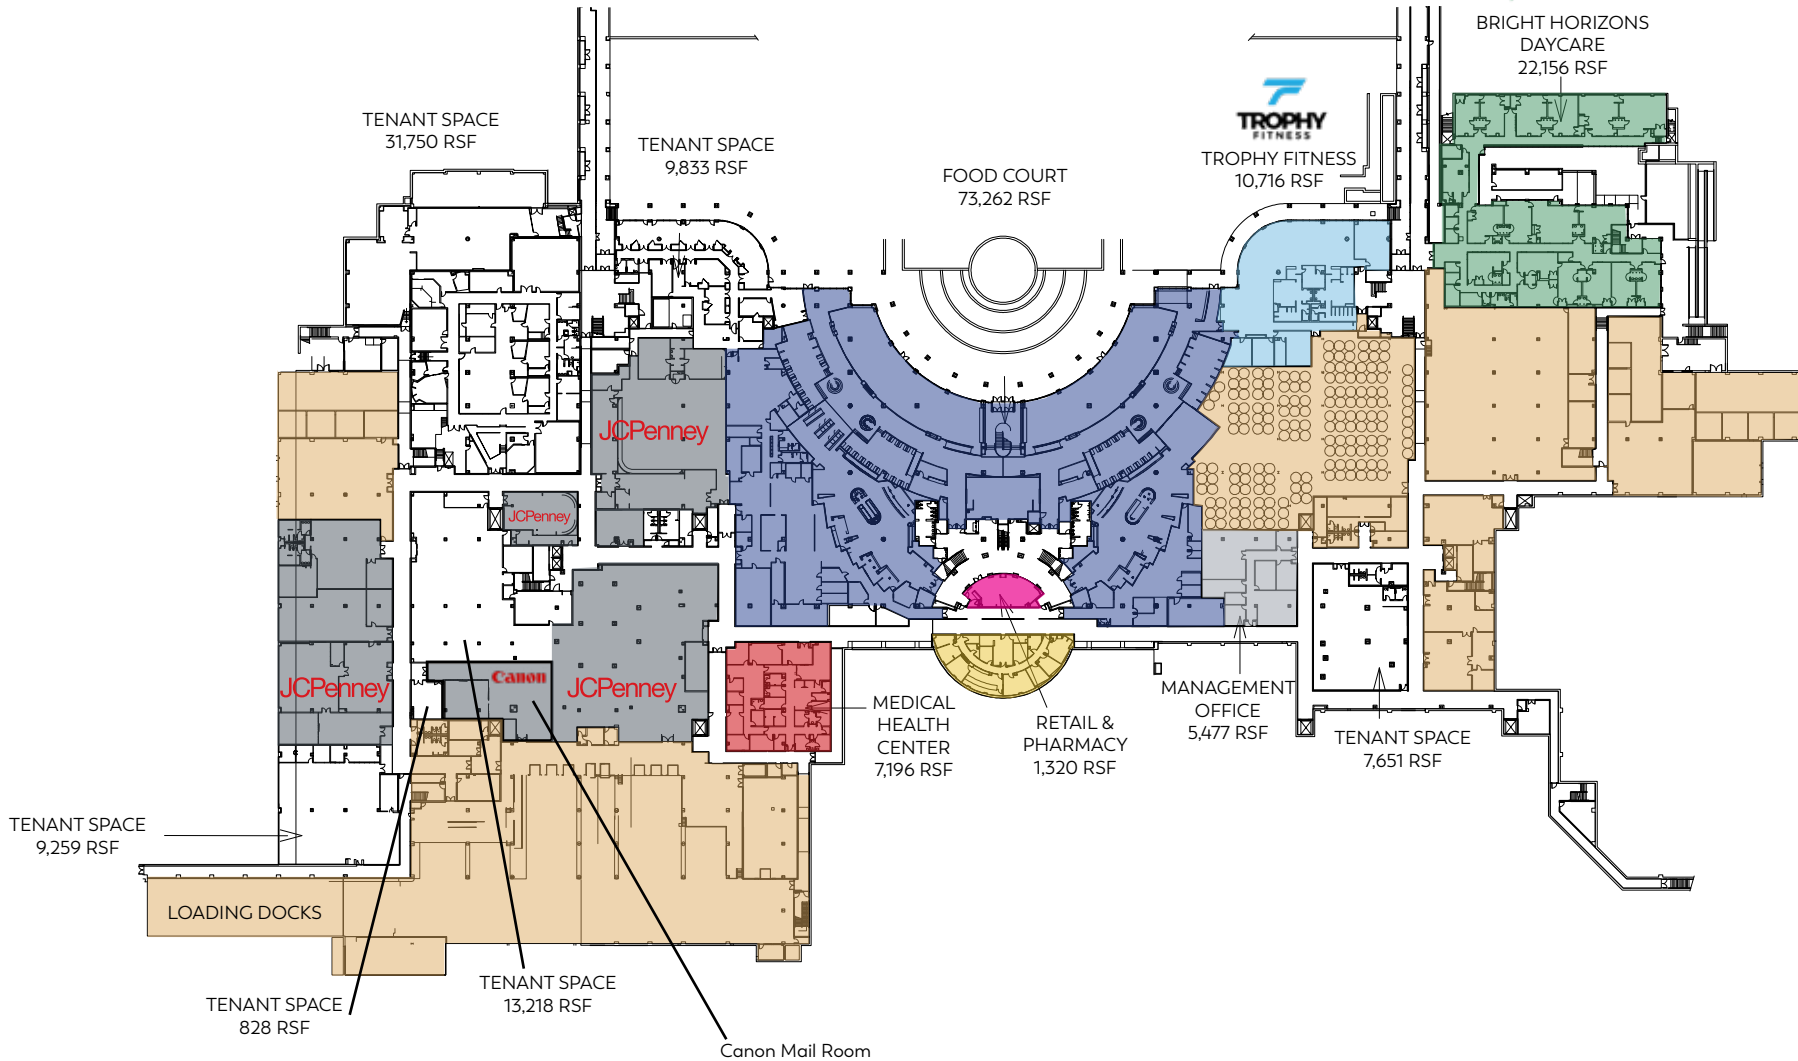 BRIGHT HORIZONS
DAYCARE
22,156 RSF
TROPHY
FITNESS
TROPHY FITNESS
10,716 RSF
TENANT SPACE
31,750 RSF
TENANT SPACE
9,833 RSF
FOOD COURT
73,262 RSF
JCPenney
JCPenney
JCPenney
Canon
JCPenney
MEDICAL
HEALTH
CENTER
7,196 RSF
RETAIL &
PHARMACY
1,320 RSF
MANAGEMENT
OFFICE
5,477 RSF
TENANT SPACE
7,651 RSF
TENANT SPACE
9,259 RSF
LOADING DOCKS
TENANT SPACE
828 RSF
TENANT SPACE
13,218 RSF
Canon Mail Room